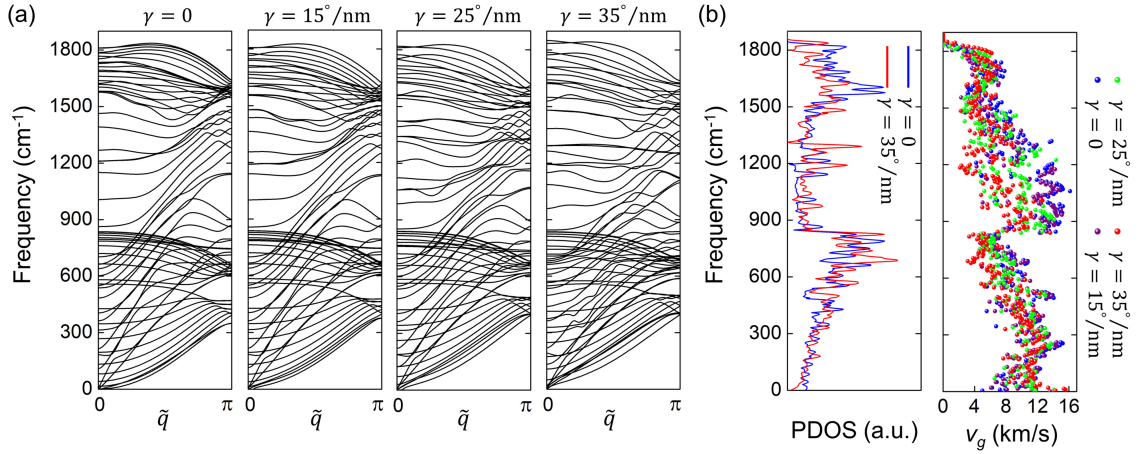 (a)
γ = 0
γ = 15°/nm
γ = 25°/nm
γ = 35°/nm
Frequency (cm⁻¹)
1800
1500
1200
900
600
300
0
0 π
0 π
0 π
0 π
q̃
q̃
q̃
q̃
(b)
Frequency (cm⁻¹)
1800
1500
1200
900
600
300
0
γ = 0
γ = 35°/nm
PDOS (a.u.)
0 4 8 12 16
v_g (km/s)
γ = 25°/nm
γ = 0
γ = 35°/nm
γ = 15°/nm